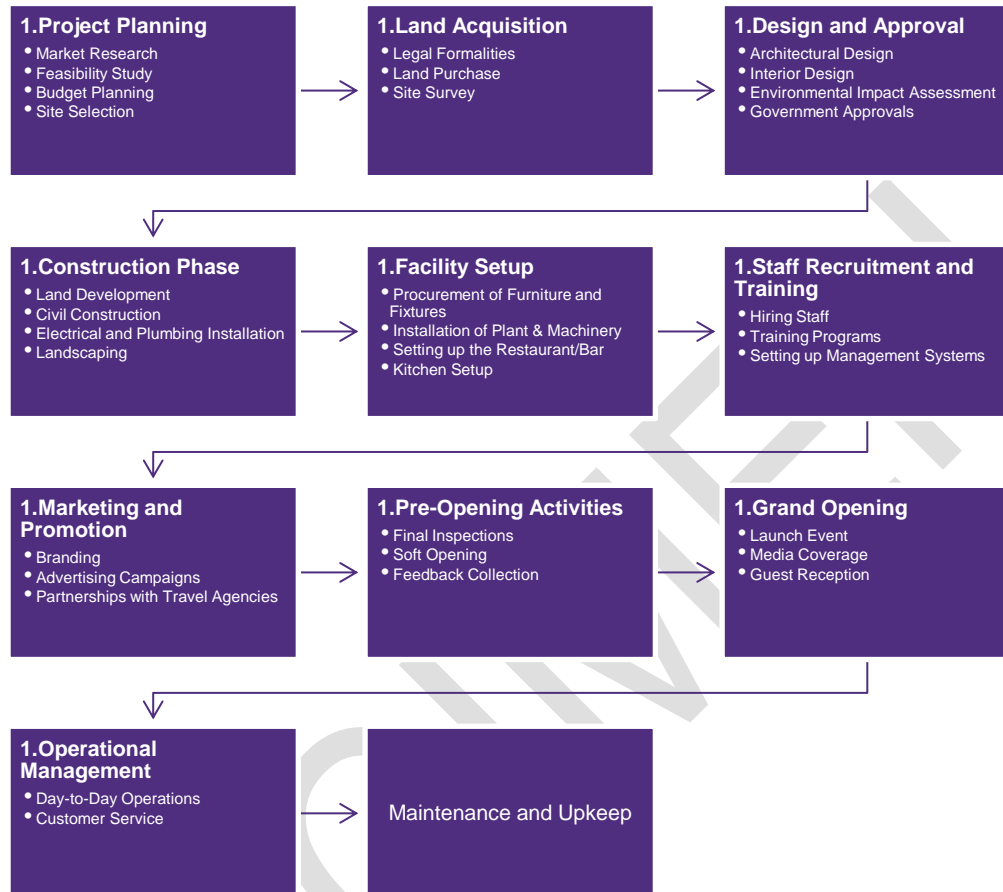 1.Project Planning
• Market Research
• Feasibility Study
• Budget Planning
• Site Selection
1.Land Acquisition
• Legal Formalities
• Land Purchase
• Site Survey
1.Design and Approval
• Architectural Design
• Interior Design
• Environmental Impact Assessment
• Government Approvals
1.Construction Phase
• Land Development
• Civil Construction
• Electrical and Plumbing Installation
• Landscaping
1.Facility Setup
• Procurement of Furniture and
Fixtures
• Installation of Plant & Machinery
• Setting up the Restaurant/Bar
• Kitchen Setup
1.Staff Recruitment and
Training
• Hiring Staff
• Training Programs
• Setting up Management Systems
1.Marketing and
Promotion
• Branding
• Advertising Campaigns
• Partnerships with Travel Agencies
1.Pre-Opening Activities
• Final Inspections
• Soft Opening
• Feedback Collection
1.Grand Opening
• Launch Event
• Media Coverage
• Guest Reception
1.Operational
Management
• Day-to-Day Operations
• Customer Service
Maintenance and Upkeep